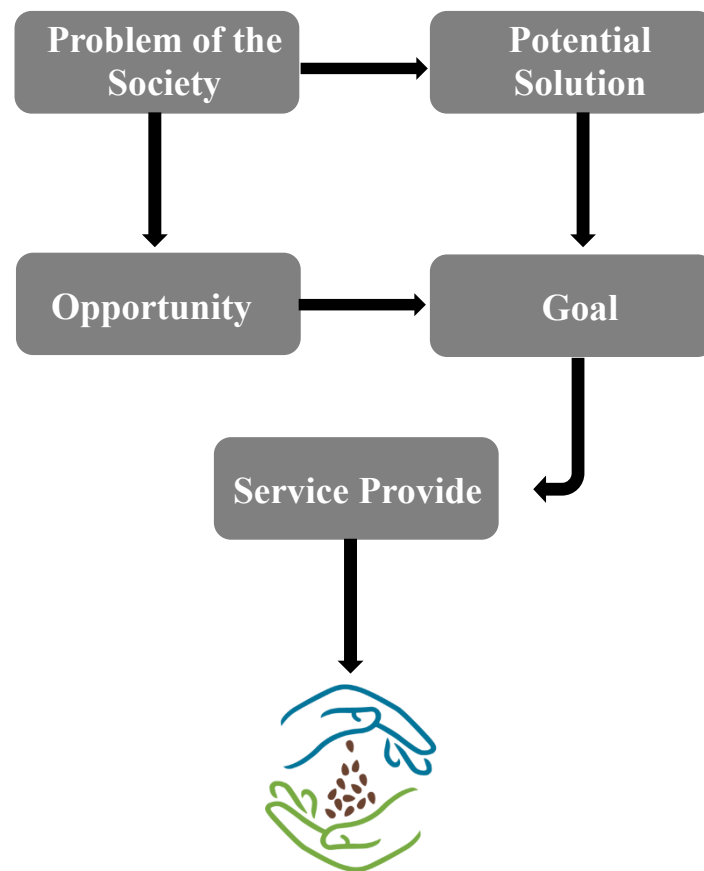 Problem of the
Society
Potential
Solution
Opportunity
Goal
Service Provide